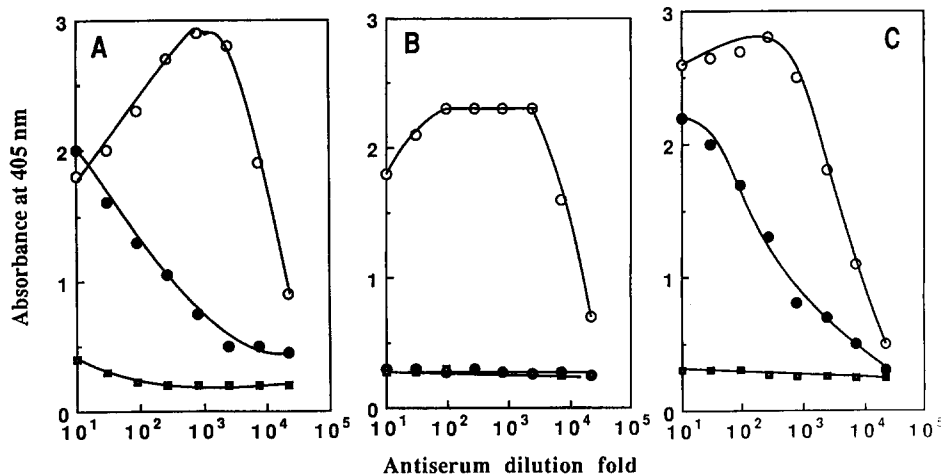 A B C
3 3 3
2 2 2
1 1 1
0 0 0
10^1 10^2 10^3 10^4 10^5 10^1 10^2 10^3 10^4 10^5 10^1 10^2 10^3 10^4 10^5
Absorbance at 405 nm
Antiserum dilution fold